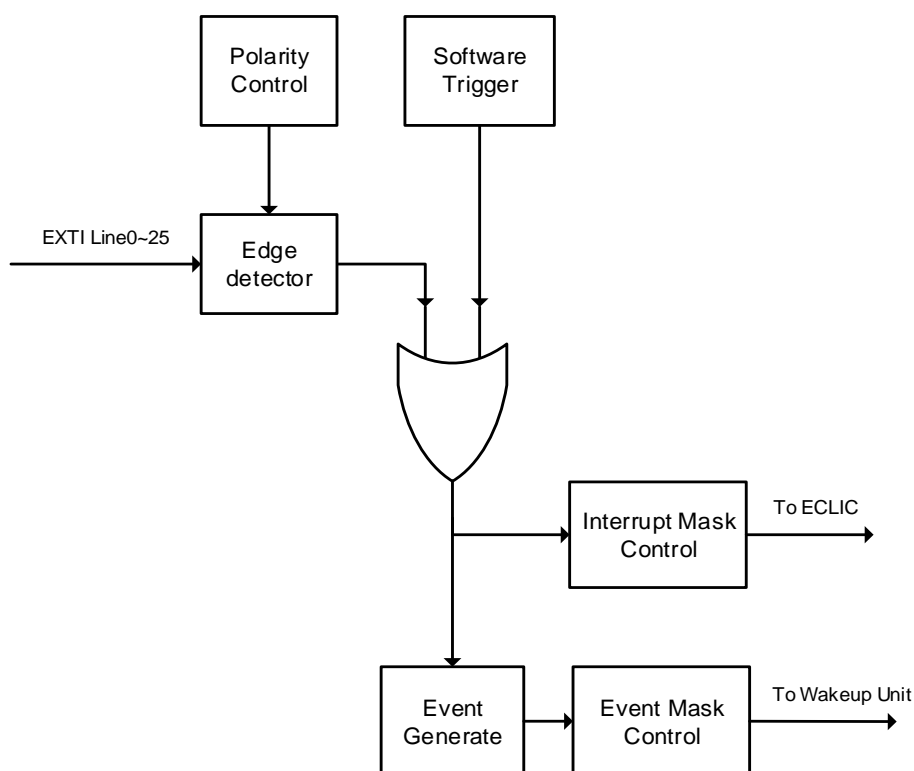 Polarity
Control
Software
Trigger
EXTI Line0~25
Edge
detector
Interrupt Mask
Control
To ECLIC
Event
Generate
Event Mask
Control
To Wakeup Unit